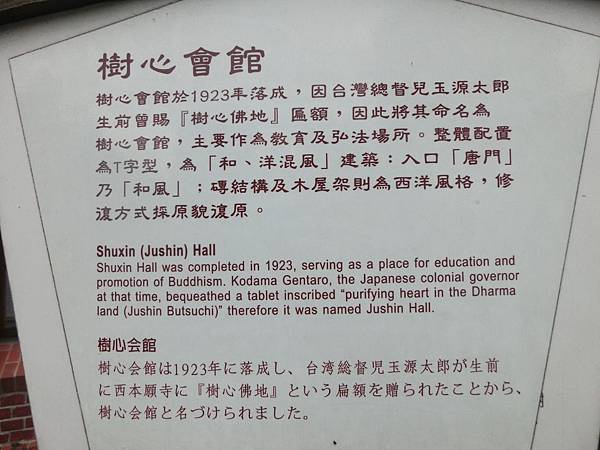 樹心會館
樹心會館於1923年落成，因台灣總督兒玉源太郎
生前曾賜『樹心佛地』匾額，因此將其命名為
樹心會館，主要作為教育及弘法場所。整體配置
為T字型，為「和、洋混風」建築：入口「唐門」
乃「和風」；磚結構及木屋架則為西洋風格，修
復方式採原貌復原。
Shuxin (Jushin) Hall
Shuxin Hall was completed in 1923, serving as a place for education and
promotion of Buddhism. Kodama Gentaro, the Japanese colonial governor
at that time, bequeathed a tablet inscribed “purifying heart in the Dharma
land (Jushin Butsuchi)” therefore it was named Jushin Hall.
樹心会館
樹心会館は1923年に落成し、台湾総督児玉源太郎が生前
に西本願寺に『樹心佛地』という扁額を贈られたことから、
樹心会館と名づけられました。